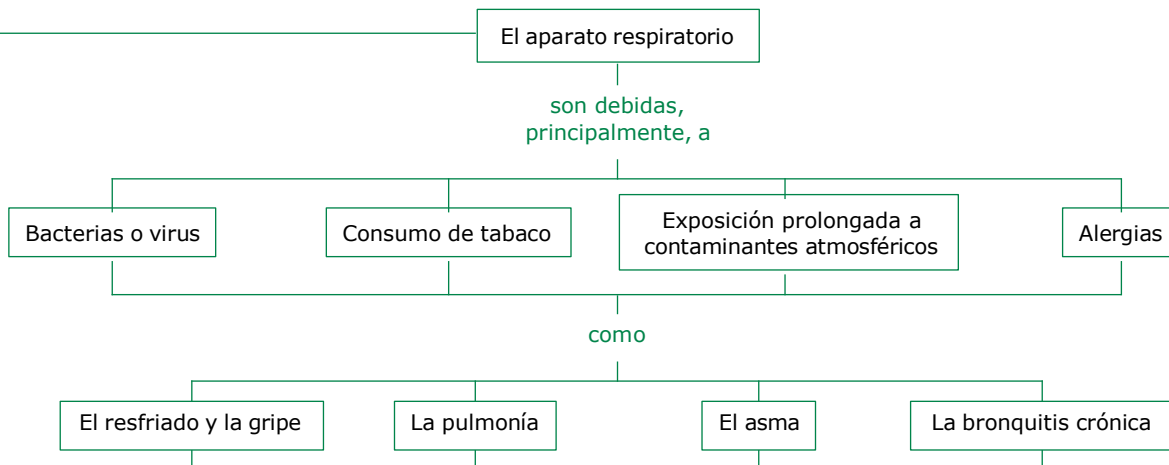 El aparato respiratorio
son debidas,
principalmente, a
Bacterias o virus
Consumo de tabaco
Exposición prolongada a
contaminantes atmosféricos
Alergias
como
El resfriado y la gripe
La pulmonía
El asma
La bronquitis crónica